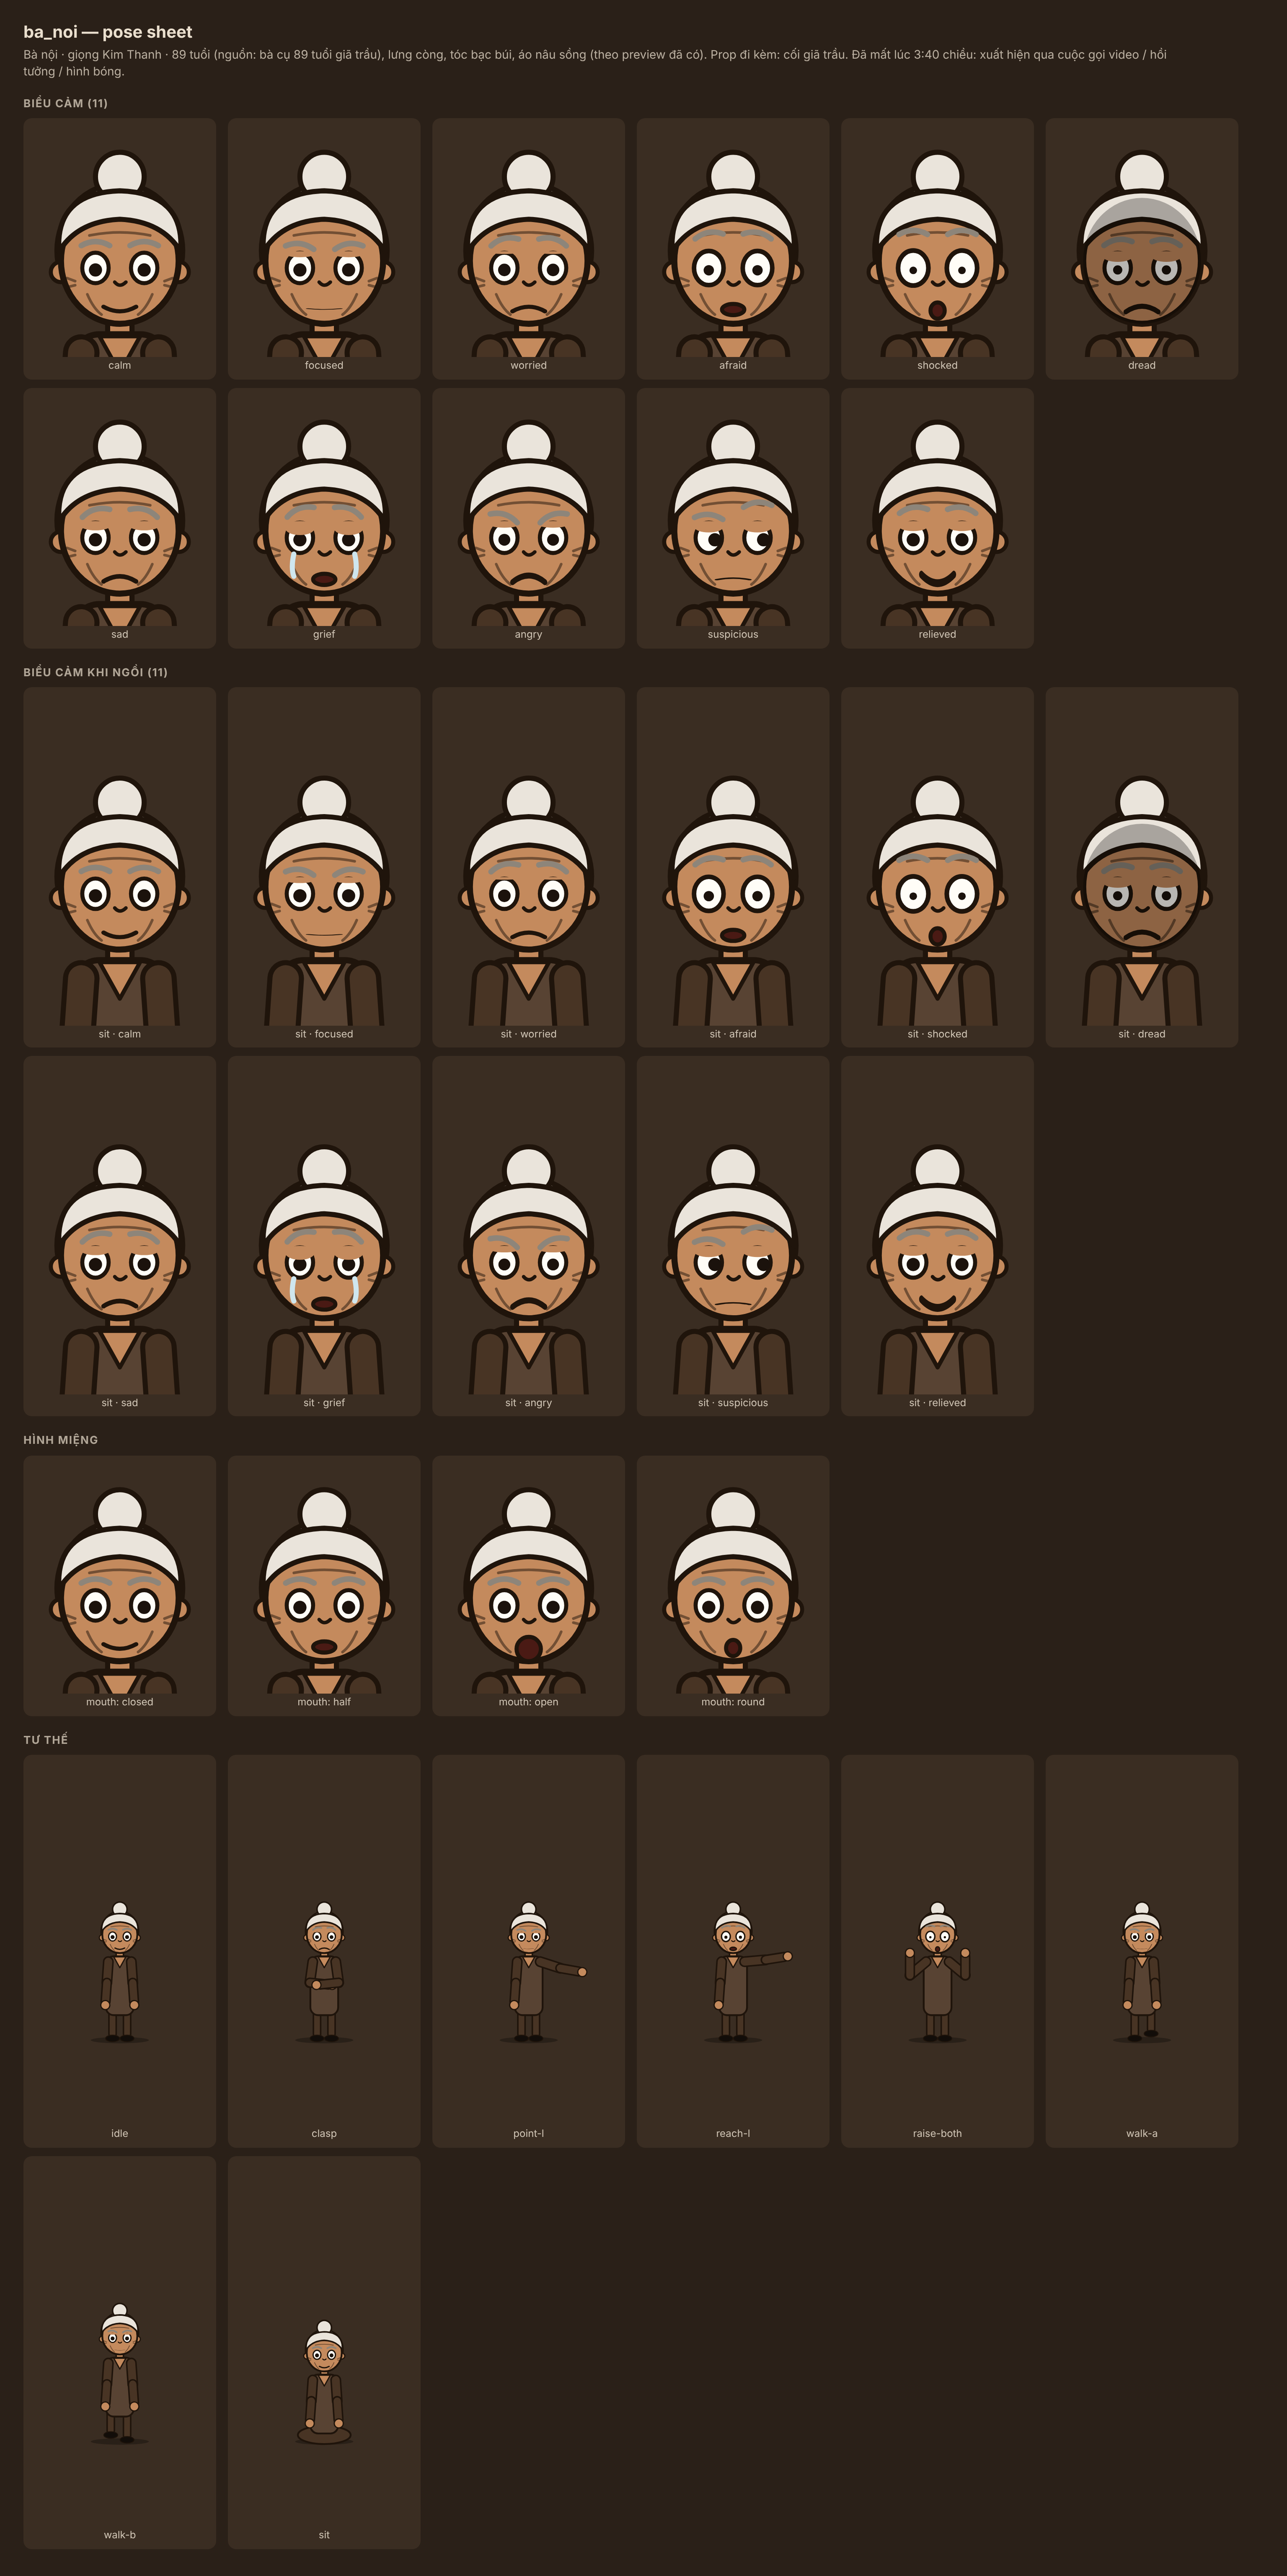 ba_noi — pose sheet
Bà nội · giọng Kim Thanh · 89 tuổi (nguồn: bà cụ 89 tuổi giã trầu), lưng còng, tóc bạc búi, áo nâu sồng (theo preview đã có). Prop đi kèm: cối giã trầu. Đã mất lúc 3:40 chiều: xuất hiện qua cuộc gọi video / hồi
tưởng / hình bóng.
BIỂU CẢM (11)
calm
focused
worried
afraid
shocked
dread
sad
grief
angry
suspicious
relieved
BIỂU CẢM KHI NGỒI (11)
sit · calm
sit · focused
sit · worried
sit · afraid
sit · shocked
sit · dread
sit · sad
sit · grief
sit · angry
sit · suspicious
sit · relieved
HÌNH MIỆNG
mouth: closed
mouth: half
mouth: open
mouth: round
TƯ THẾ
idle
clasp
point-l
reach-l
raise-both
walk-a
walk-b
sit